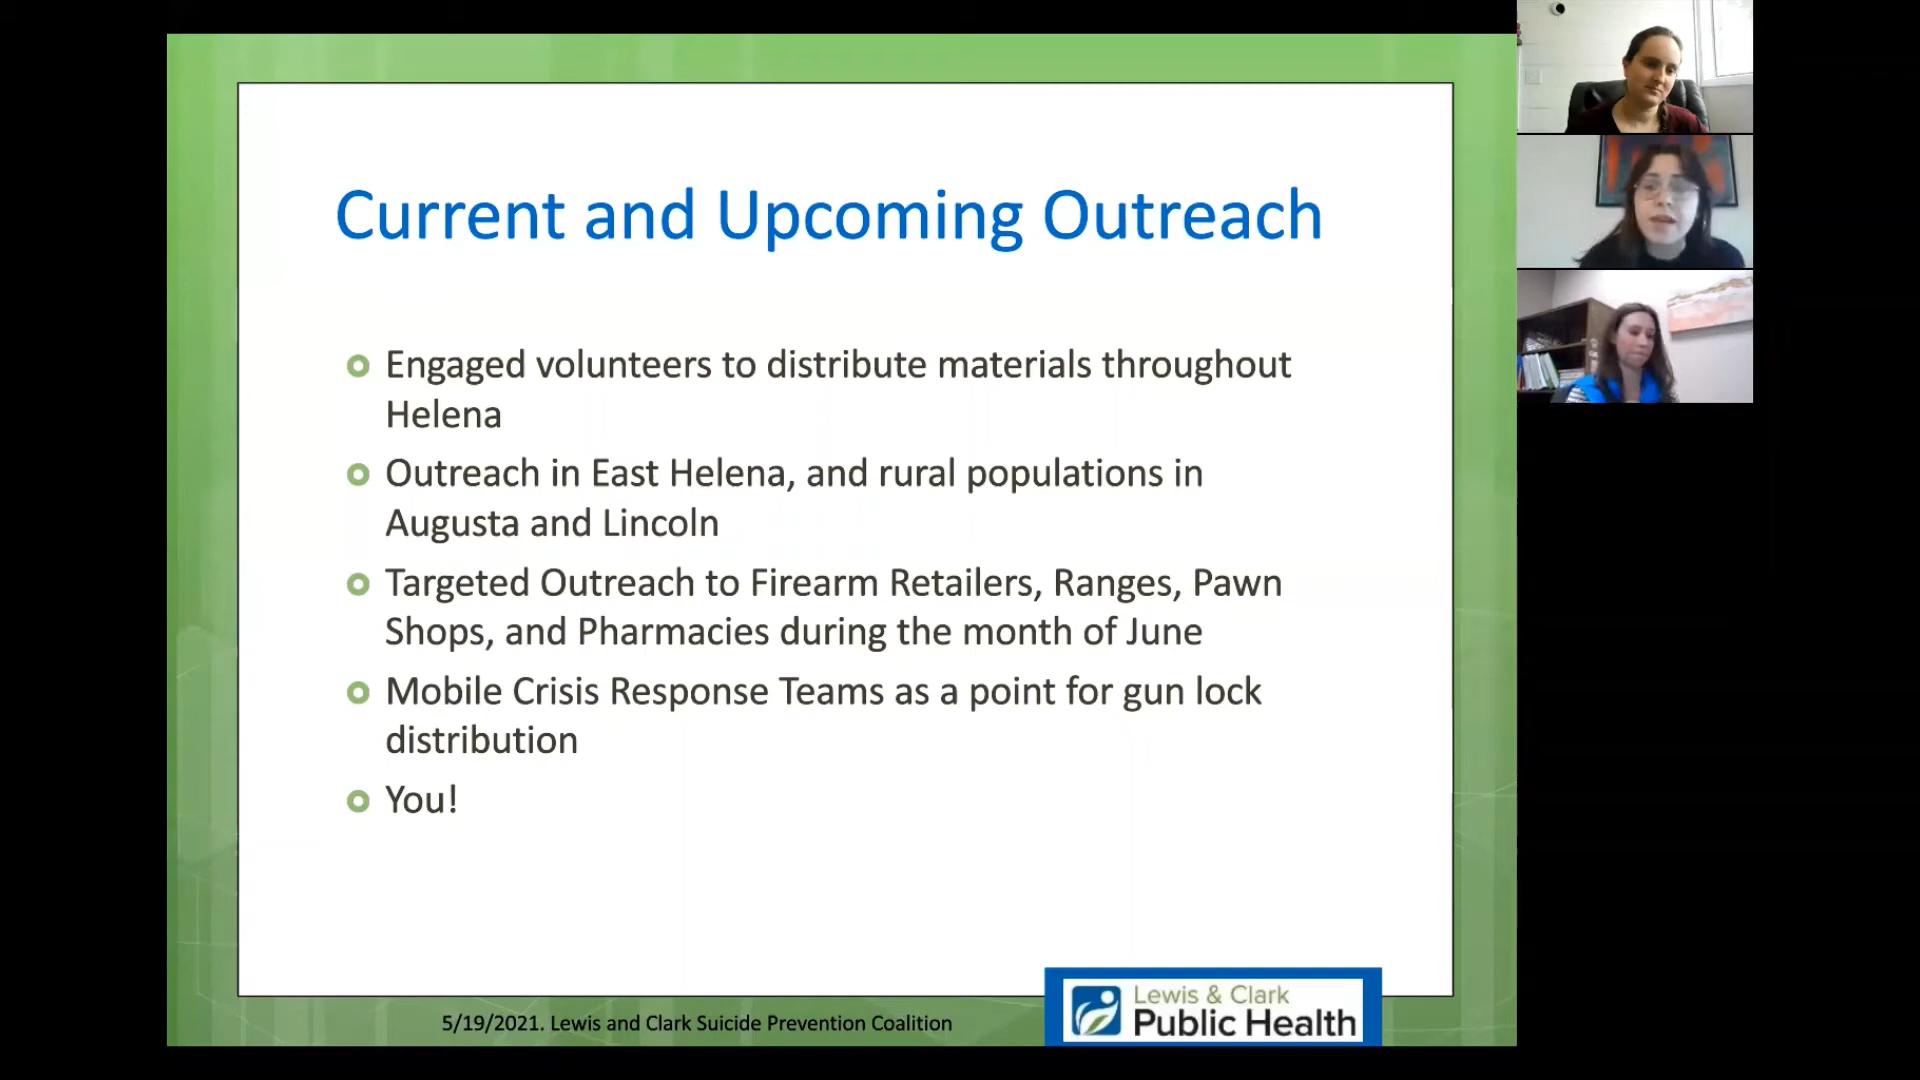 Current and Upcoming Outreach
Engaged volunteers to distribute materials throughout
Helena
Outreach in East Helena, and rural populations in
Augusta and Lincoln
Targeted Outreach to Firearm Retailers, Ranges, Pawn
Shops, and Pharmacies during the month of June
Mobile Crisis Response Teams as a point for gun lock
distribution
You!
5/19/2021. Lewis and Clark Suicide Prevention Coalition
Lewis & Clark
Public Health